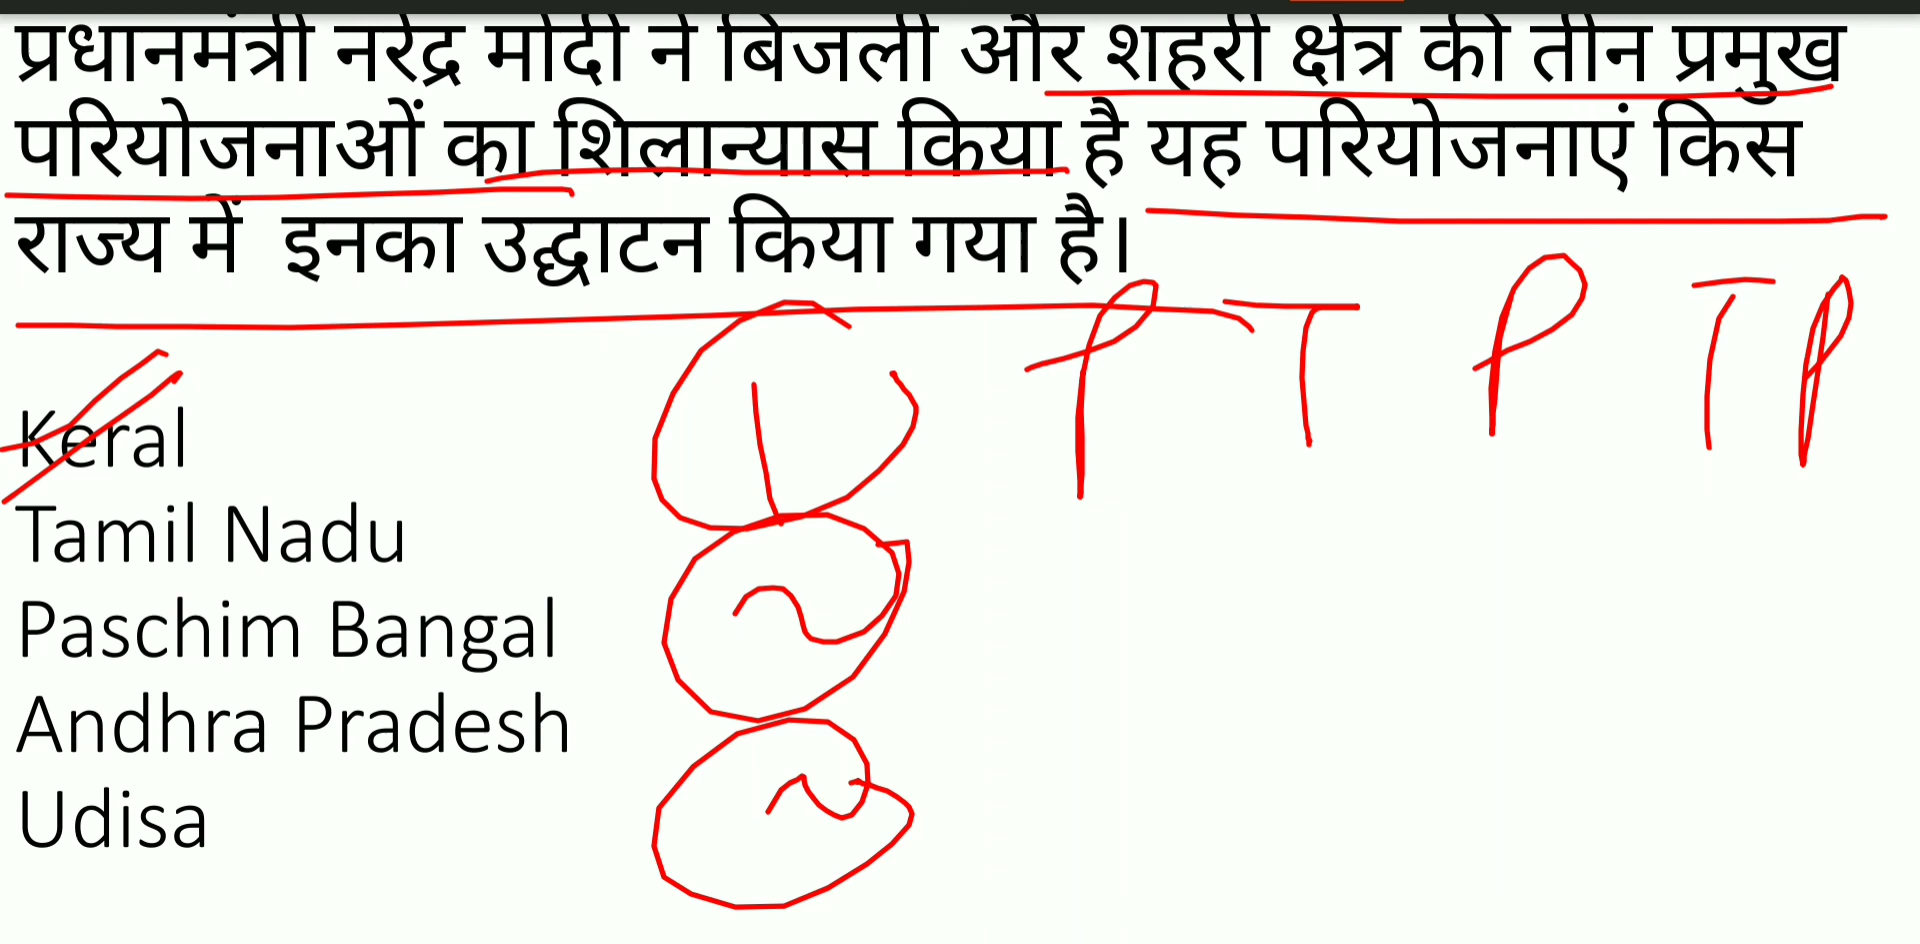 प्रधानमंत्री नरेंद्र मोदी ने बिजली और शहरी क्षेत्र की तीन प्रमुख
परियोजनाओं का शिलान्यास किया है यह परियोजनाएं किस
राज्य में इनका उद्घाटन किया गया है।
P T P T P
Keral
Tamil Nadu
Paschim Bangal
Andhra Pradesh
Udisa